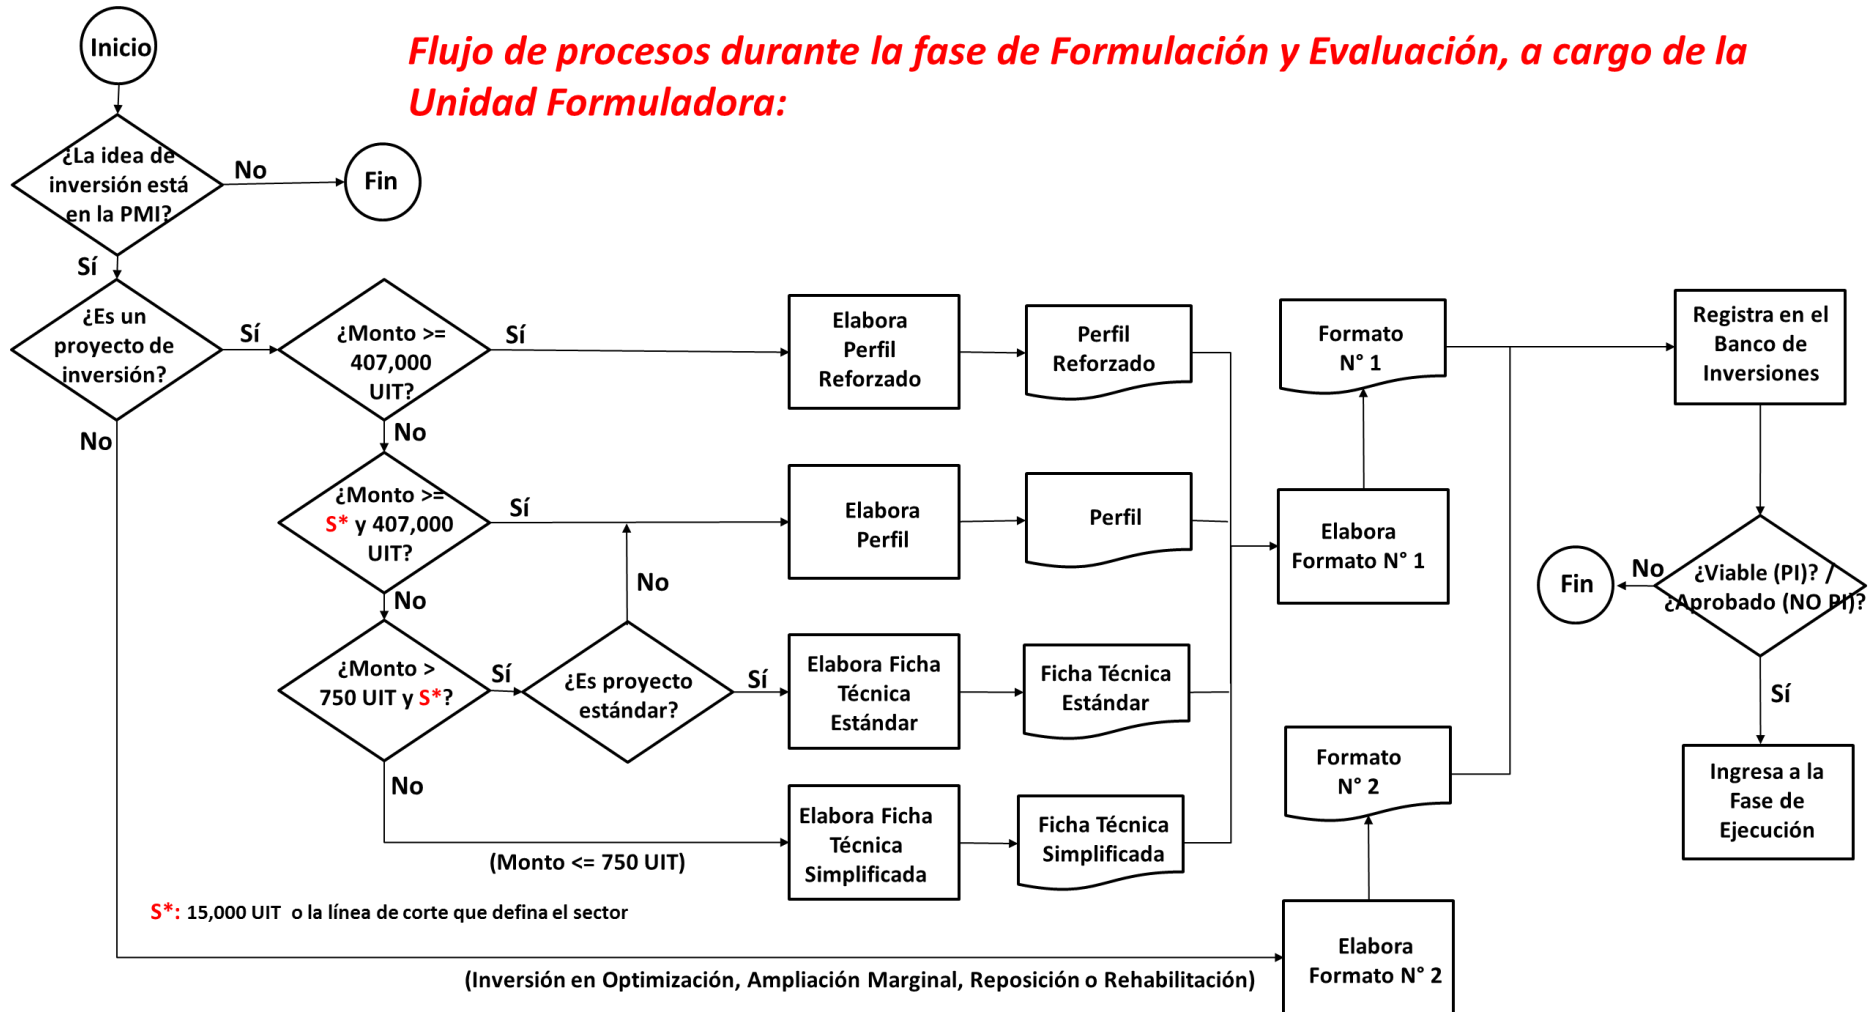 Inicio
Flujo de procesos durante la fase de Formulación y Evaluación, a cargo de la
Unidad Formuladora:
¿La idea de
inversión está
en la PMI?
No
Fin
Sí
¿Es un
proyecto de
inversión?
Sí
No
¿Monto >=
407,000
UIT?
Sí
No
Elabora
Perfil
Reforzado
Perfil
Reforzado
¿Monto >=
S* y 407,000
UIT?
Sí
No
Elabora
Perfil
Perfil
¿Monto >
750 UIT y S*?
Sí
No
¿Es proyecto
estándar?
No
Sí
Elabora Ficha
Técnica
Estándar
Ficha Técnica
Estándar
(Monto <= 750 UIT)
Elabora Ficha
Técnica
Simplificada
Ficha Técnica
Simplificada
Formato
N° 1
Elabora
Formato N° 1
Formato
N° 2
Elabora
Formato N° 2
Registra en el
Banco de
Inversiones
¿Viable (PI)? /
¿Aprobado (NO PI)?
No
Fin
Sí
Ingresa a la
Fase de
Ejecución
S*: 15,000 UIT o la línea de corte que defina el sector
(Inversión en Optimización, Ampliación Marginal, Reposición o Rehabilitación)